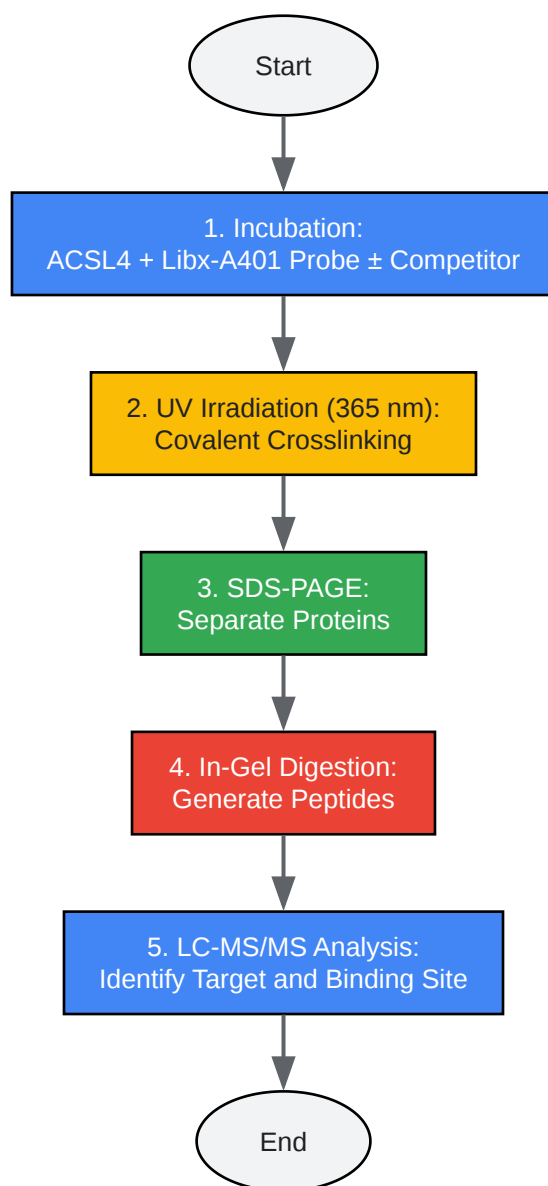 Start
1. Incubation:
ACSL4 + Libx-A401 Probe ± Competitor
2. UV Irradiation (365 nm):
Covalent Crosslinking
3. SDS-PAGE:
Separate Proteins
4. In-Gel Digestion:
Generate Peptides
5. LC-MS/MS Analysis:
Identify Target and Binding Site
End